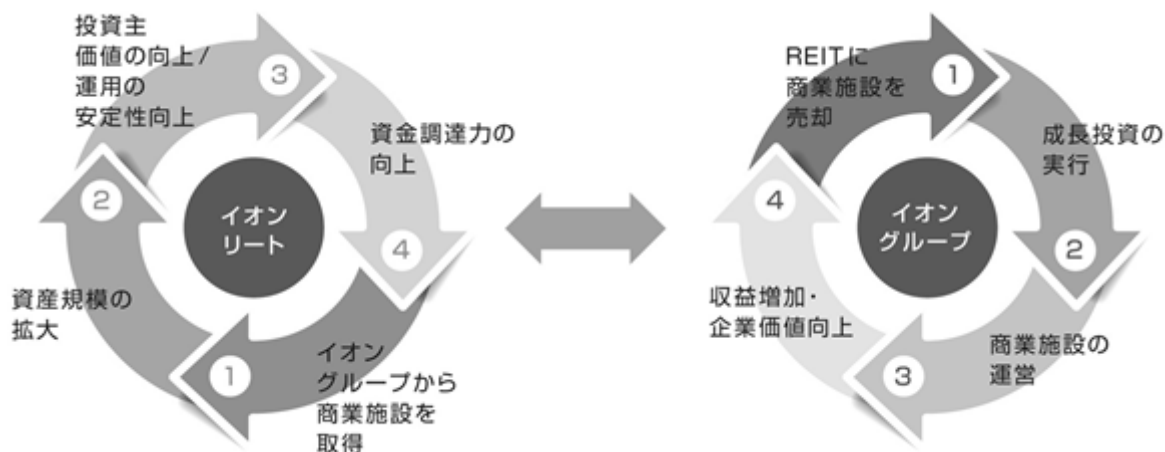 投資主
価値の向上/
運用の
安定性向上
3
資金調達力の
向上
2
イオン
リート
4
資産規模の
拡大
1
イオン
グループから
商業施設を
取得
REITに
商業施設を
売却
1
成長投資の
実行
4
イオン
グループ
2
収益増加・
企業価値向上
3
商業施設の
運営